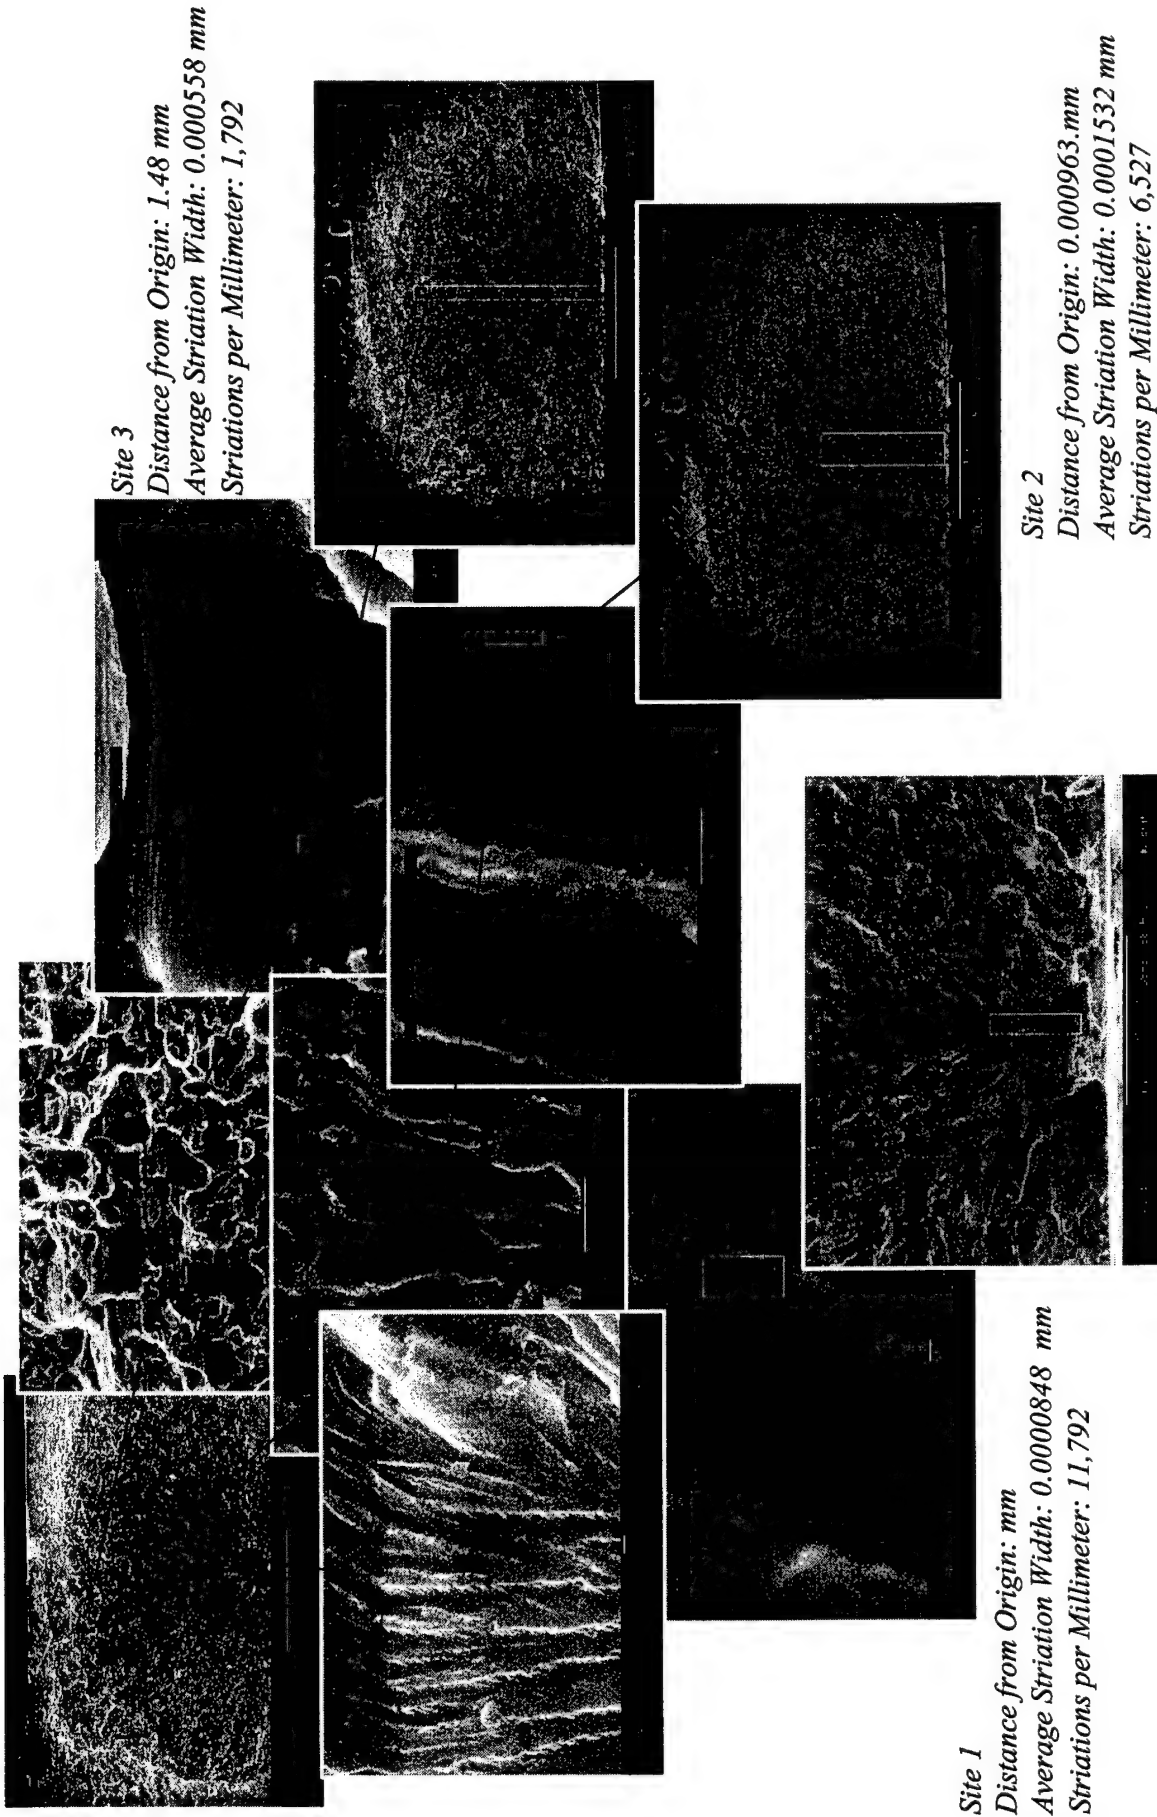 Site 3
Distance from Origin: 1.48 mm
Average Striation Width: 0.000558 mm
Striations per Millimeter: 1,792
Site 2
Distance from Origin: 0.000963.mm
Average Striation Width: 0.0001532 mm
Striations per Millimeter: 6,527
Site 1
Distance from Origin: mm
Average Striation Width: 0.0000848 mm
Striations per Millimeter: 11,792